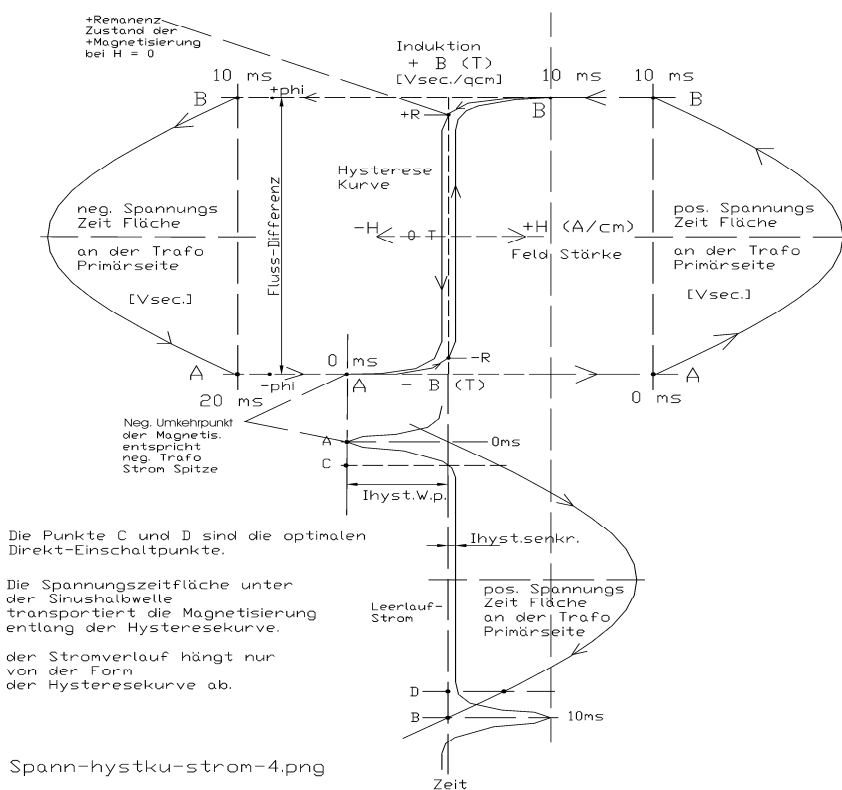 +Remanenz
Zustand der
+Magnetisierung
bei H = 0
Induktion
+ B (T)
[Vsec./qcm]
10 ms
+phi
10 ms
10 ms
B
B
B
+R
Hysterese
Kurve
neg. Spannungs
Zeit Fläche
an der Trafo
Primärseite
[Vsec.]
Fluss-Differenz
-H
0 T
+H (A/cm)
Feld Stärke
pos. Spannungs
Zeit Fläche
an der Trafo
Primärseite
[Vsec.]
0 ms
-R
A
-phi
A
- B (T)
A
20 ms
0 ms
Neg. Umkehrpunkt
der Magnetis.
entspricht
neg. Trafo
Strom Spitze
A
0ms
C
Ihyst.W.p.
Die Punkte C und D sind die optimalen
Direkt-Einschaltpunkte.
Ihyst.senkr.
Die Spannungszeitfläche unter
der Sinushalbwelle
transportiert die Magnetisierung
entlang der Hysteresekurve.
Leerlauf-
Strom
pos. Spannungs
Zeit Fläche
an der Trafo
Primärseite
der Stromverlauf hängt nur
von der Form
der Hysteresekurve ab.
D
B
10ms
Spann-hystku-strom-4.png
Zeit